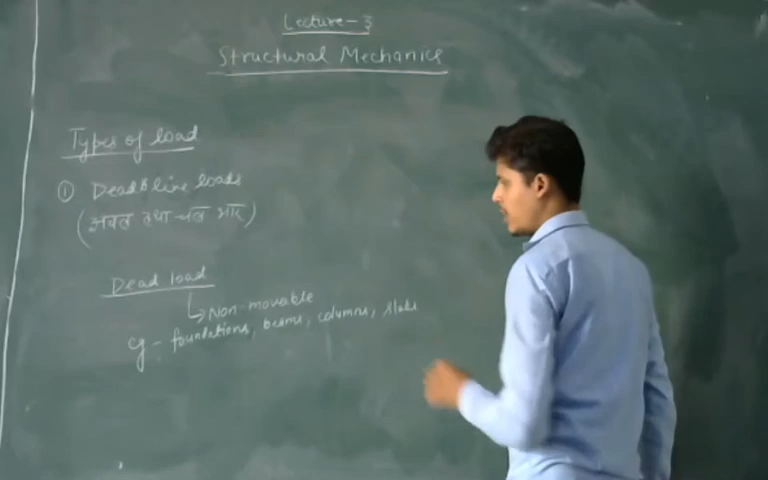 Lecture-3
Structural Mechanics
Types of load
① Dead & live loads
(अचल तथा चल भार)
Dead load
↳ Non-movable
eg - foundations, beams, columns, slabs